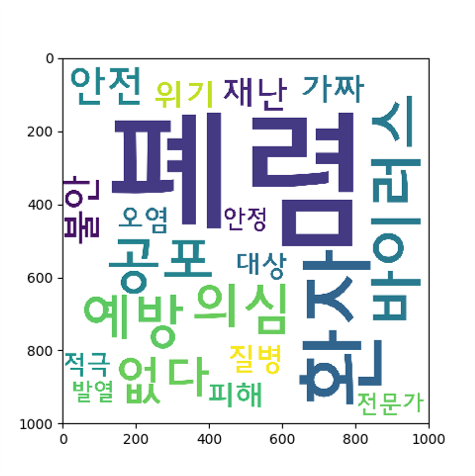 0
200
400
600
800
1000
0 200 400 600 800 1000
안전 위기 재난 가짜
폐렴
바이러스
불안
오염 안정
공포 대상
환자
예방 의심
적극 없다 질병
발열 피해
전문가